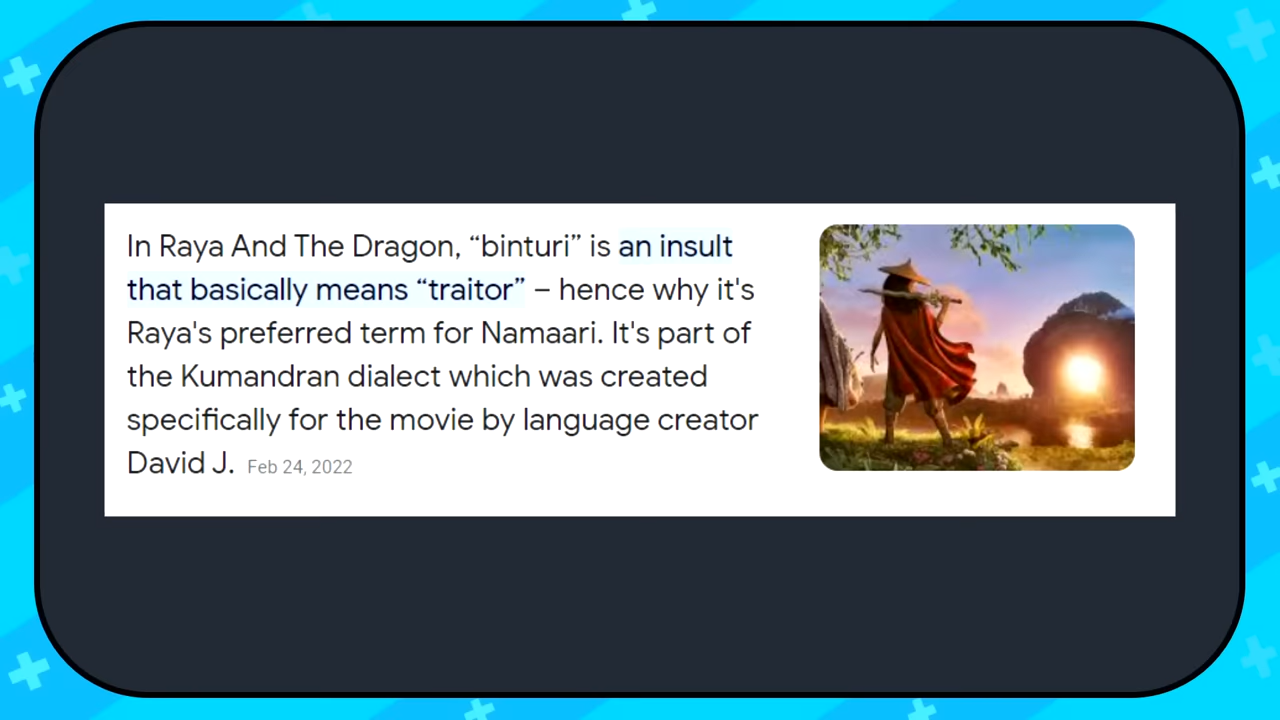 In Raya And The Dragon, “binturi” is an insult
that basically means “traitor” – hence why it's
Raya's preferred term for Namaari. It's part of
the Kumandran dialect which was created
specifically for the movie by language creator
David J. Feb 24, 2022